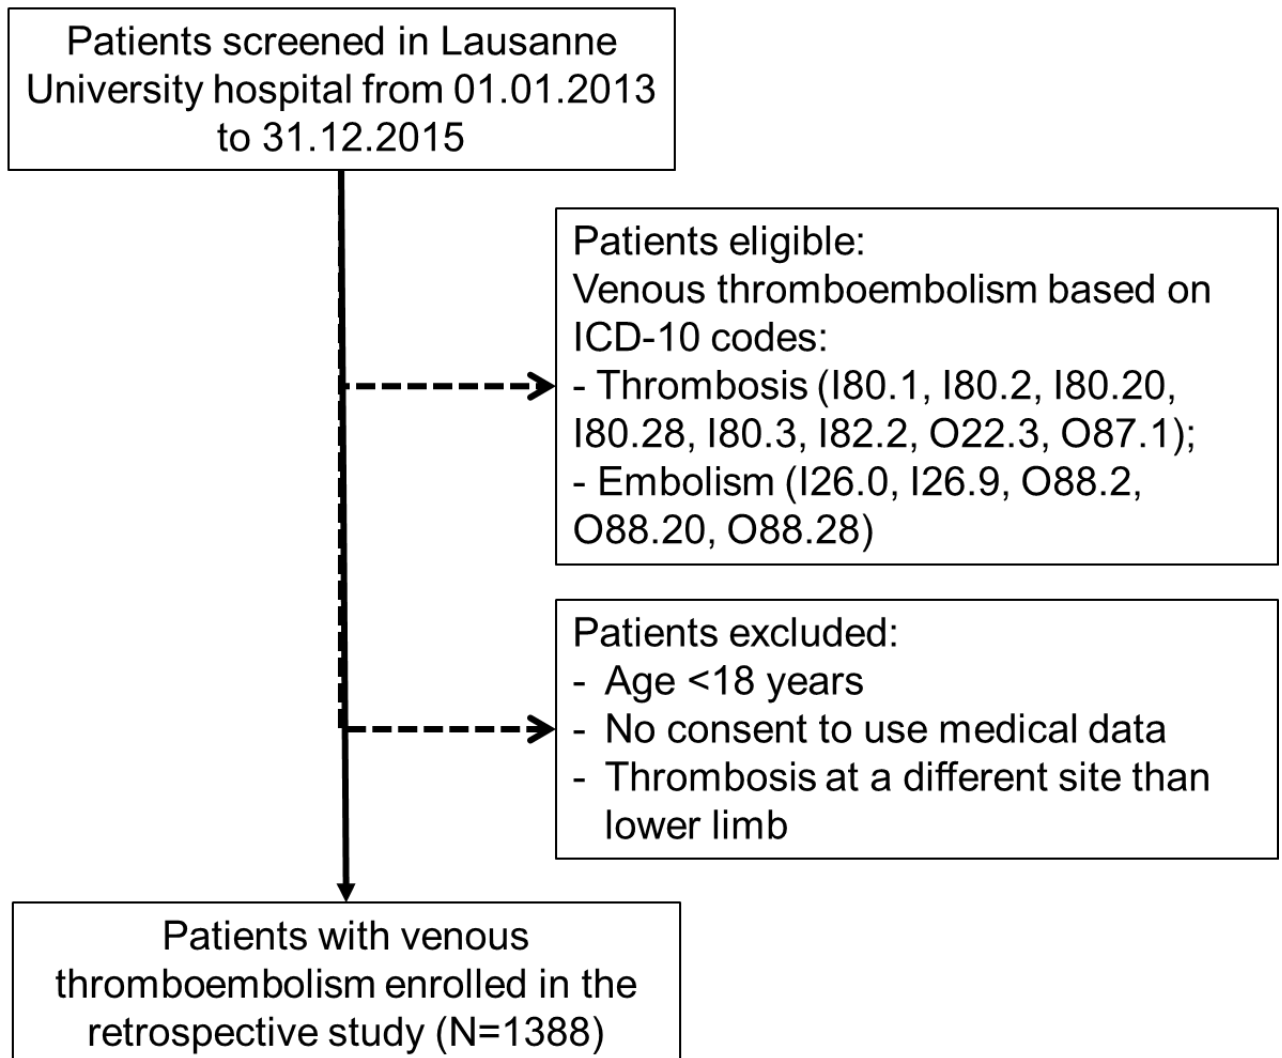 Patients screened in Lausanne
University hospital from 01.01.2013
to 31.12.2015
Patients eligible:
Venous thromboembolism based on
ICD-10 codes:
- Thrombosis (I80.1, I80.2, I80.20,
I80.28, I80.3, I82.2, O22.3, O87.1);
- Embolism (I26.0, I26.9, O88.2,
O88.20, O88.28)
Patients excluded:
- Age <18 years
- No consent to use medical data
- Thrombosis at a different site than
lower limb
Patients with venous
thromboembolism enrolled in the
retrospective study (N=1388)